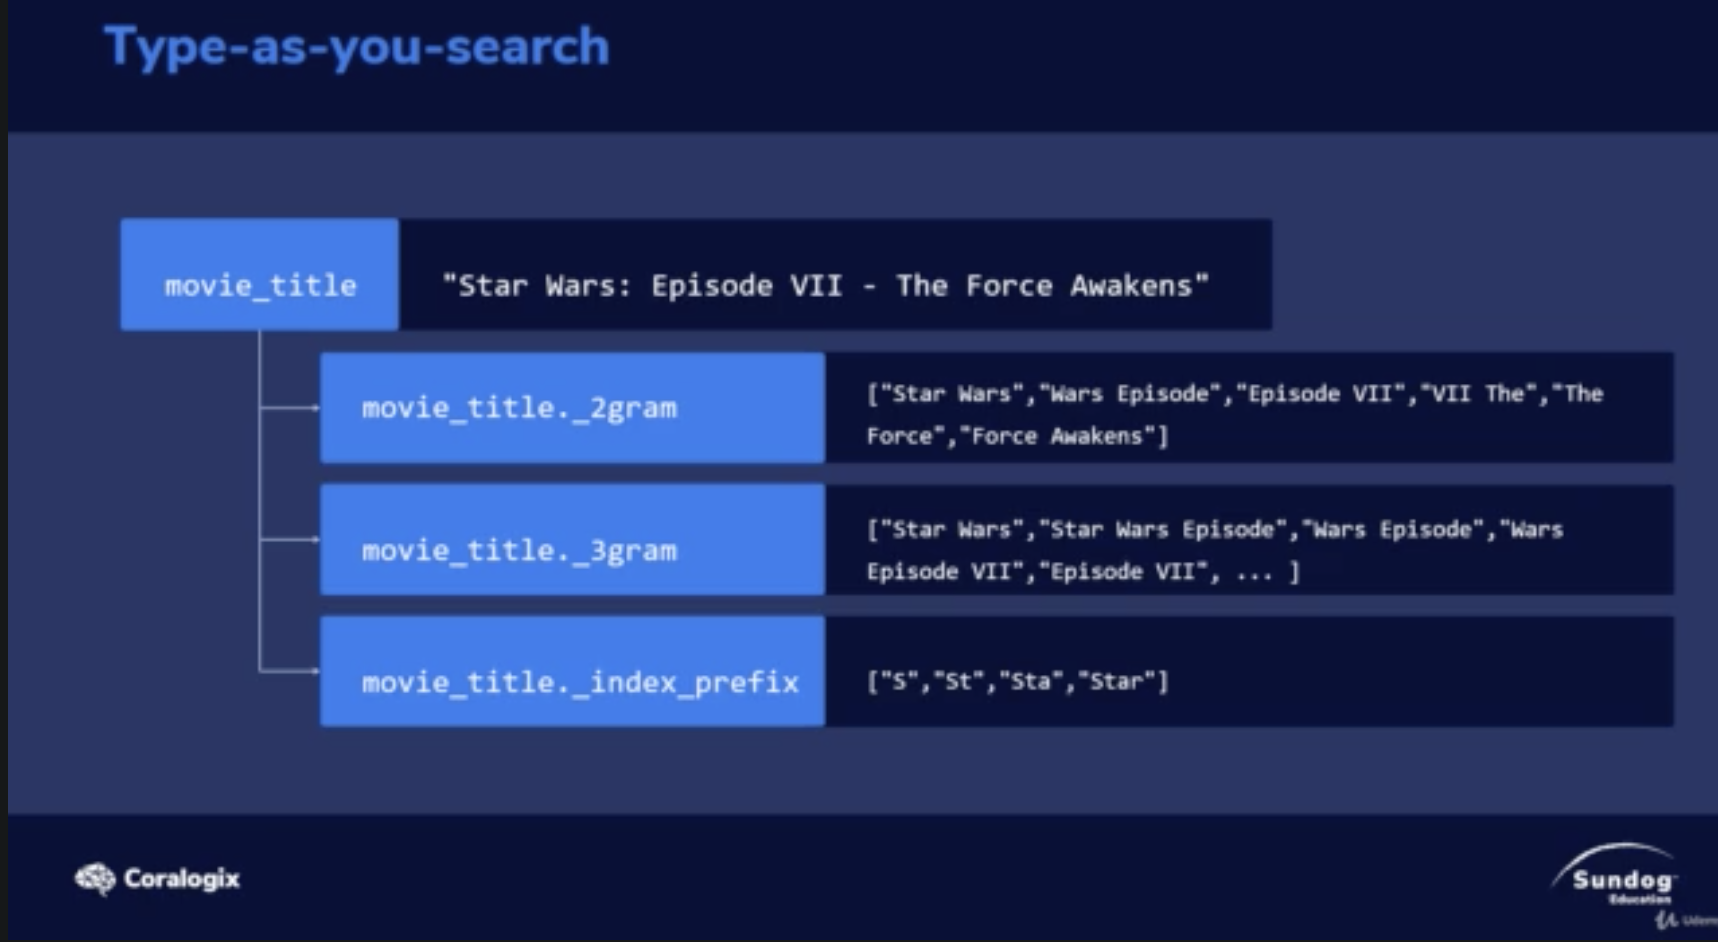 Type-as-you-search
movie_title
"Star Wars: Episode VII - The Force Awakens"
movie_title._2gram
["Star Wars","Wars Episode","Episode VII","VII The","The
Force","Force Awakens"]
movie_title._3gram
["Star Wars","Star Wars Episode","Wars Episode","Wars
Episode VII","Episode VII", ... ]
movie_title._index_prefix
["S","St","Sta","Star"]
Coralogix
Sundog
Education